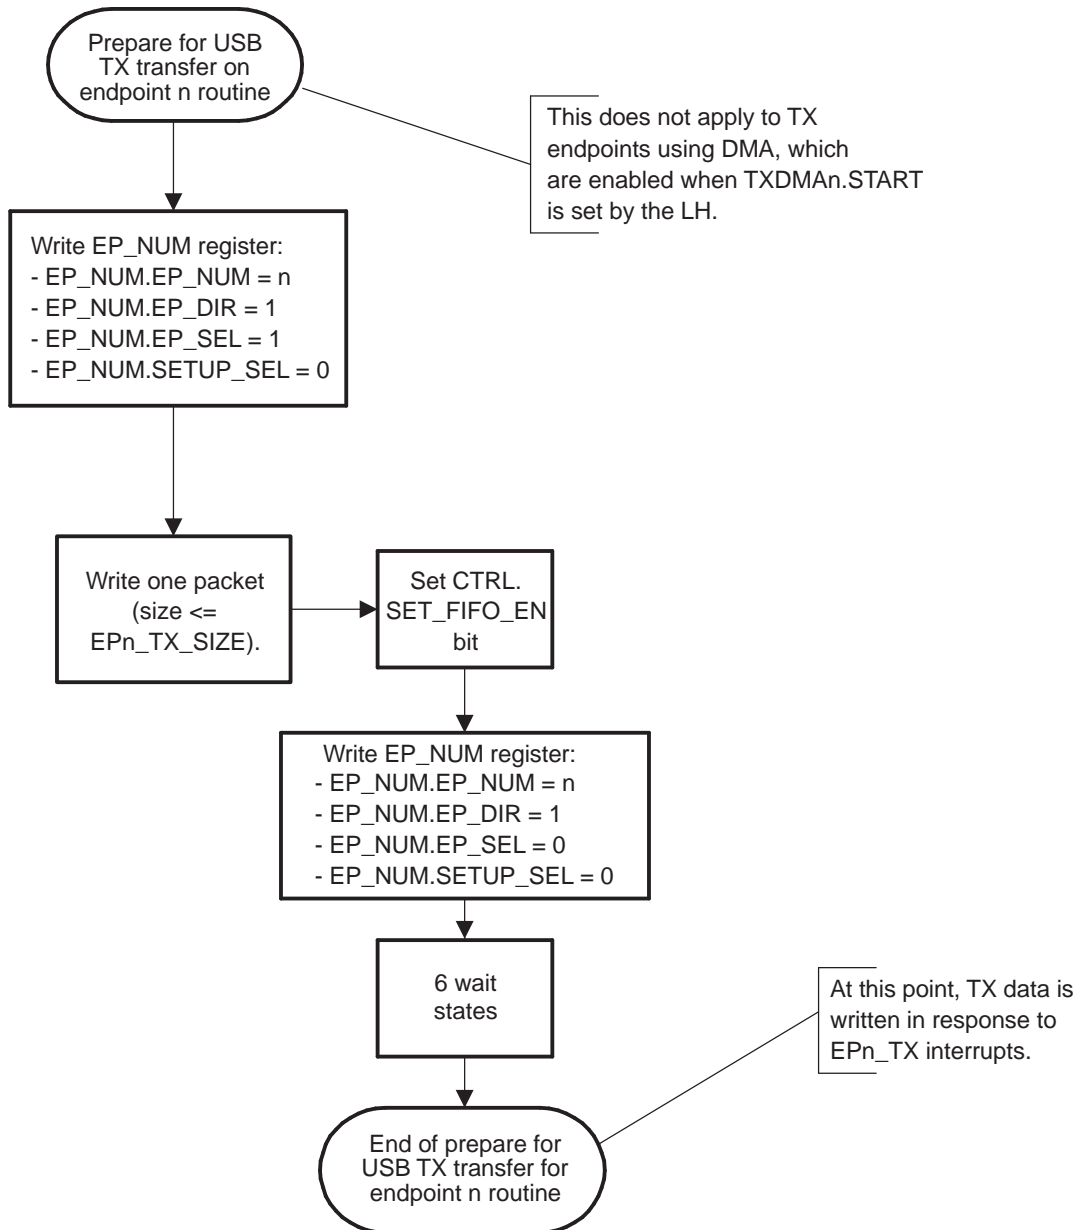 Prepare for USB
TX transfer on
endpoint n routine
This does not apply to TX
endpoints using DMA, which
are enabled when TXDMAn.START
is set by the LH.
Write EP_NUM register:
- EP_NUM.EP_NUM = n
- EP_NUM.EP_DIR = 1
- EP_NUM.EP_SEL = 1
- EP_NUM.SETUP_SEL = 0
Write one packet
(size <=
EPn_TX_SIZE).
Set CTRL.
SET_FIFO_EN
bit
Write EP_NUM register:
- EP_NUM.EP_NUM = n
- EP_NUM.EP_DIR = 1
- EP_NUM.EP_SEL = 0
- EP_NUM.SETUP_SEL = 0
6 wait
states
At this point, TX data is
written in response to
EPn_TX interrupts.
End of prepare for
USB TX transfer for
endpoint n routine